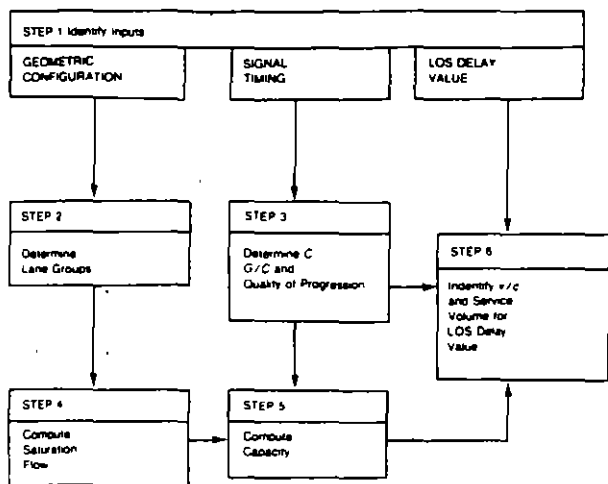 STEP 1 Identify Inputs
GEOMETRIC
CONFIGURATION
SIGNAL
TIMING
LOS DELAY
VALUE
STEP 2
Determine
Lane Groups
STEP 3
Determine C
G/C and
Quality of Progression
STEP 6
Indentify v/c
and Service
Volume for
LOS Delay
Value
STEP 4
Compute
Saturation
Flow
STEP 5
Compute
Capacity